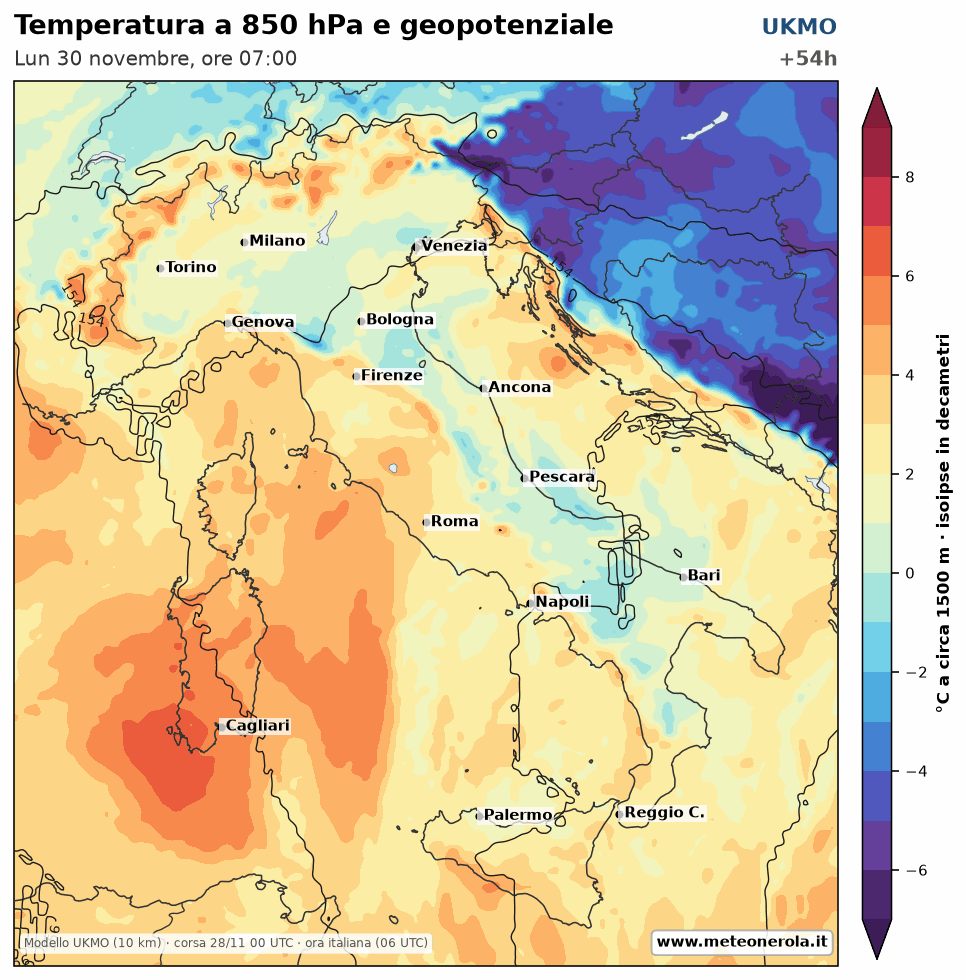 Temperatura a 850 hPa e geopotenziale
UKMO
Lun 30 novembre, ore 07:00
+54h
Milano
Venezia
Torino
154
154
154
Genova
Bologna
Firenze
Ancona
Pescara
Roma
Bari
Napoli
Cagliari
Palermo
Reggio C.
8
6
4
2
0
−2
−4
−6
°C a circa 1500 m · isoipse in decametri
Modello UKMO (10 km) · corsa 28/11 00 UTC · ora italiana (06 UTC)
www.meteonerola.it